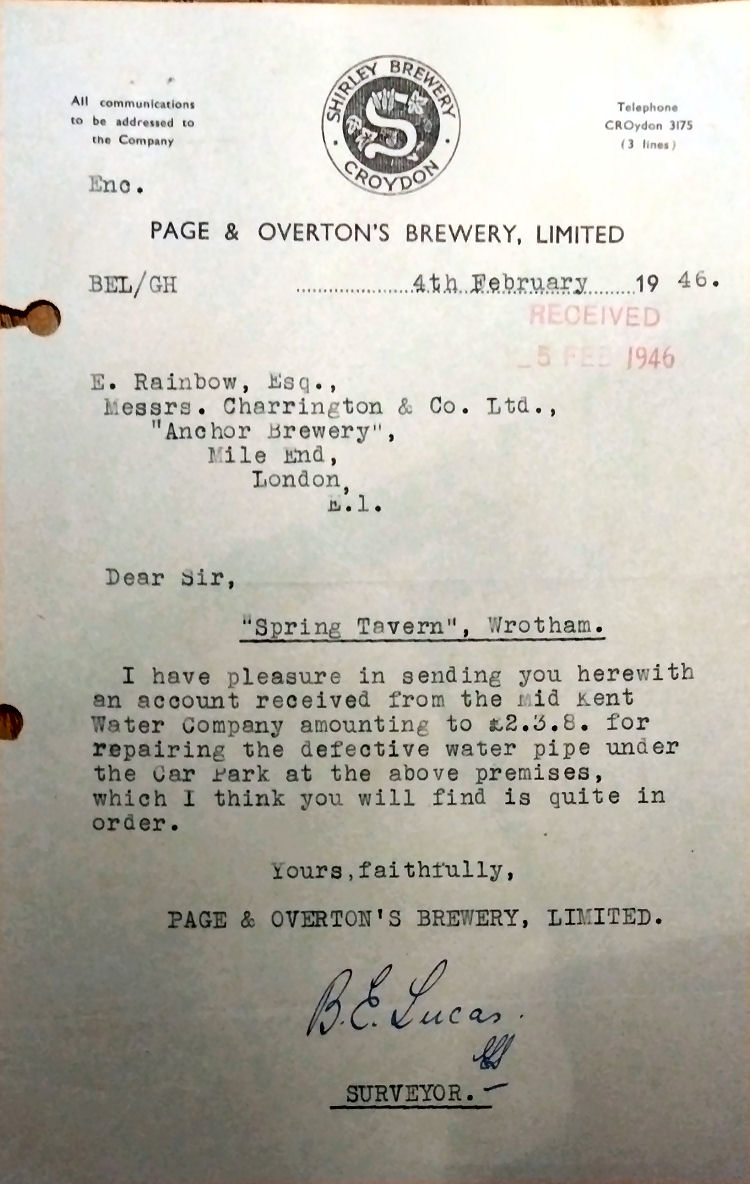 All communications
to be addressed to
the Company
SHIRLEY BREWERY
S
CROYDON
Telephone
CROydon 3175
(3 lines)
Enc.
PAGE & OVERTON'S BREWERY, LIMITED
BEL/GH
4th February 19 46.
RECEIVED
5 FEB 1946
E. Rainbow, Esq.,
Messrs. Charrington & Co. Ltd.,
"Anchor Brewery",
Mile End,
London,
E.1.
Dear Sir,
"Spring Tavern", Wrotham.
I have pleasure in sending you herewith
an account received from the Mid Kent
Water Company amounting to £2.3.8. for
repairing the defective water pipe under
the Car Park at the above premises,
which I think you will find is quite in
order.
Yours,faithfully,
PAGE & OVERTON'S BREWERY, LIMITED.
B.E. Lucas.
SURVEYOR.